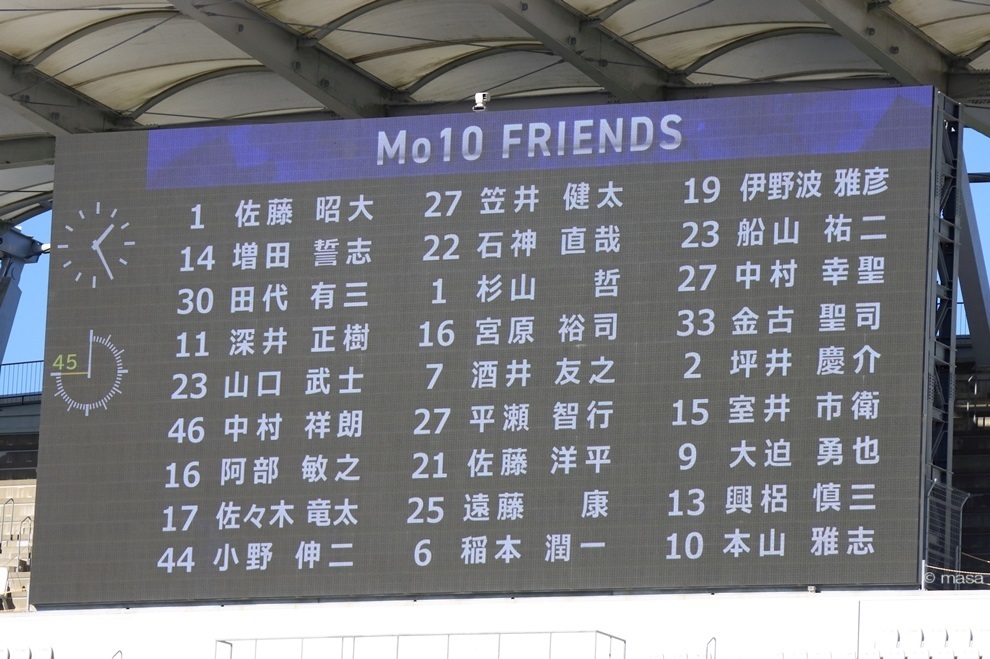 Mo10 FRIENDS
1 佐藤 昭大 27 笠井 健太 19 伊野波 雅彦
14 増田 誓志 22 石神 直哉 23 船山 祐二
30 田代 有三 1 杉山 哲 27 中村 幸聖
11 深井 正樹 16 宮原 裕司 33 金古 聖司
23 山口 武士 7 酒井 友之 2 坪井 慶介
46 中村 祥朗 27 平瀬 智行 15 室井 市衛
16 阿部 敏之 21 佐藤 洋平 9 大迫 勇也
17 佐々木 竜太 25 遠藤 康 13 興梠 慎三
44 小野 伸二 6 稲本 潤一 10 本山 雅志
45
© masa